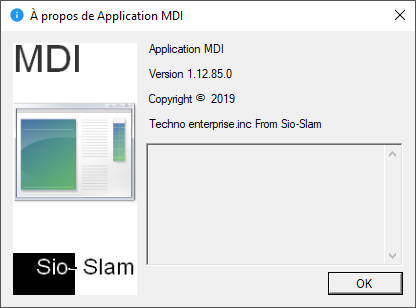 À propos de Application MDI
MDI
Sio- Slam
Application MDI
Version 1.12.85.0
Copyright © 2019
Techno enterprise.inc From Sio-Slam
OK